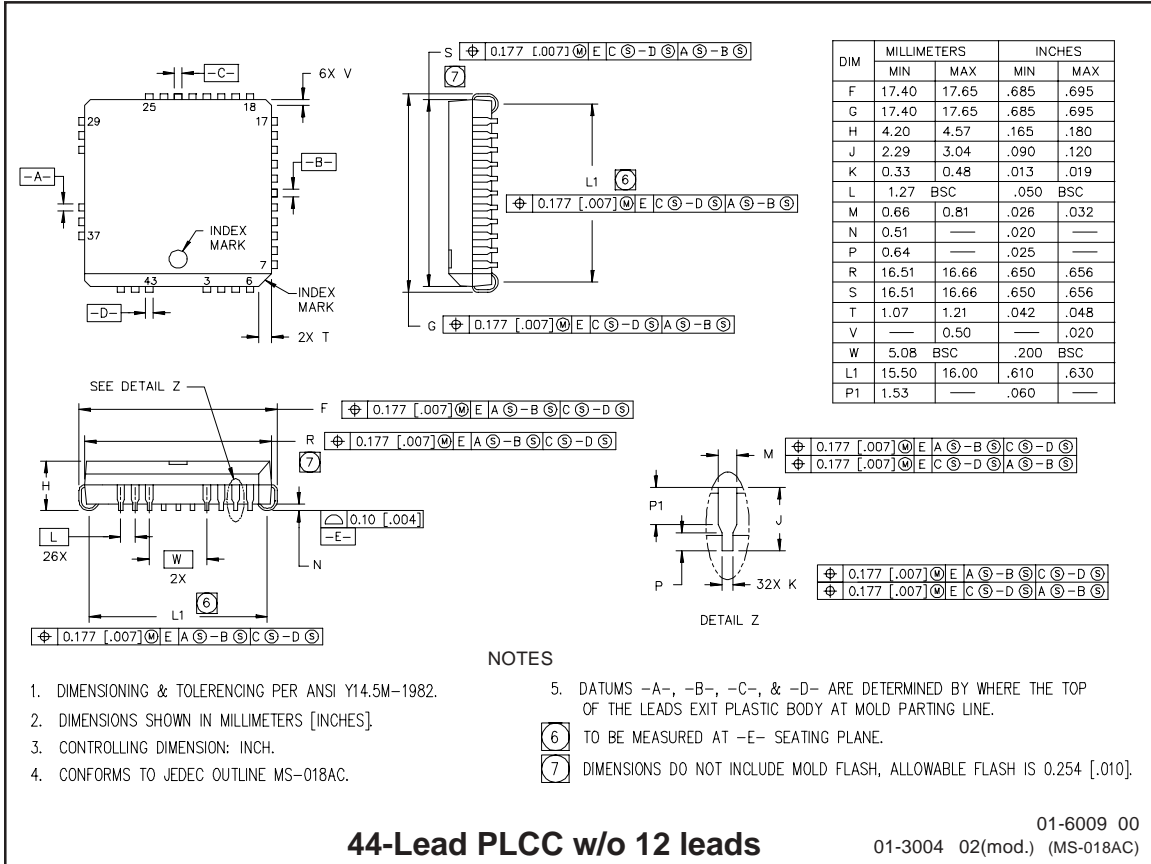 -C-
6X V
25
18
29
17
-A-
-B-
37
INDEX
MARK
7
43
3
6
INDEX
MARK
-D-
2X T
S ⌖ 0.177 [.007] Ⓜ E C Ⓢ-D Ⓢ A Ⓢ-B Ⓢ
7
L1 6
⌖ 0.177 [.007] Ⓜ E C Ⓢ-D Ⓢ A Ⓢ-B Ⓢ
G ⌖ 0.177 [.007] Ⓜ E C Ⓢ-D Ⓢ A Ⓢ-B Ⓢ
DIM MILLIMETERS INCHES
MIN MAX MIN MAX
F 17.40 17.65 .685 .695
G 17.40 17.65 .685 .695
H 4.20 4.57 .165 .180
J 2.29 3.04 .090 .120
K 0.33 0.48 .013 .019
L 1.27 BSC .050 BSC
M 0.66 0.81 .026 .032
N 0.51 — .020 —
P 0.64 — .025 —
R 16.51 16.66 .650 .656
S 16.51 16.66 .650 .656
T 1.07 1.21 .042 .048
V — 0.50 — .020
W 5.08 BSC .200 BSC
L1 15.50 16.00 .610 .630
P1 1.53 — .060 —
SEE DETAIL Z
F ⌖ 0.177 [.007] Ⓜ E A Ⓢ-B Ⓢ C Ⓢ-D Ⓢ
R ⌖ 0.177 [.007] Ⓜ E A Ⓢ-B Ⓢ C Ⓢ-D Ⓢ
7
H
0.10 [.004]
-E-
L
26X
W
2X
N
6
L1
⌖ 0.177 [.007] Ⓜ E A Ⓢ-B Ⓢ C Ⓢ-D Ⓢ
M ⌖ 0.177 [.007] Ⓜ E A Ⓢ-B Ⓢ C Ⓢ-D Ⓢ
⌖ 0.177 [.007] Ⓜ E C Ⓢ-D Ⓢ A Ⓢ-B Ⓢ
P1
J
P
32X K
⌖ 0.177 [.007] Ⓜ E A Ⓢ-B Ⓢ C Ⓢ-D Ⓢ
⌖ 0.177 [.007] Ⓜ E C Ⓢ-D Ⓢ A Ⓢ-B Ⓢ
DETAIL Z
NOTES
1. DIMENSIONING & TOLERENCING PER ANSI Y14.5M-1982.
2. DIMENSIONS SHOWN IN MILLIMETERS [INCHES].
3. CONTROLLING DIMENSION: INCH.
4. CONFORMS TO JEDEC OUTLINE MS-018AC.
5. DATUMS -A-, -B-, -C-, & -D- ARE DETERMINED BY WHERE THE TOP
OF THE LEADS EXIT PLASTIC BODY AT MOLD PARTING LINE.
6 TO BE MEASURED AT -E- SEATING PLANE.
7 DIMENSIONS DO NOT INCLUDE MOLD FLASH, ALLOWABLE FLASH IS 0.254 [.010].
44-Lead PLCC w/o 12 leads
01-6009 00
01-3004 02(mod.) (MS-018AC)